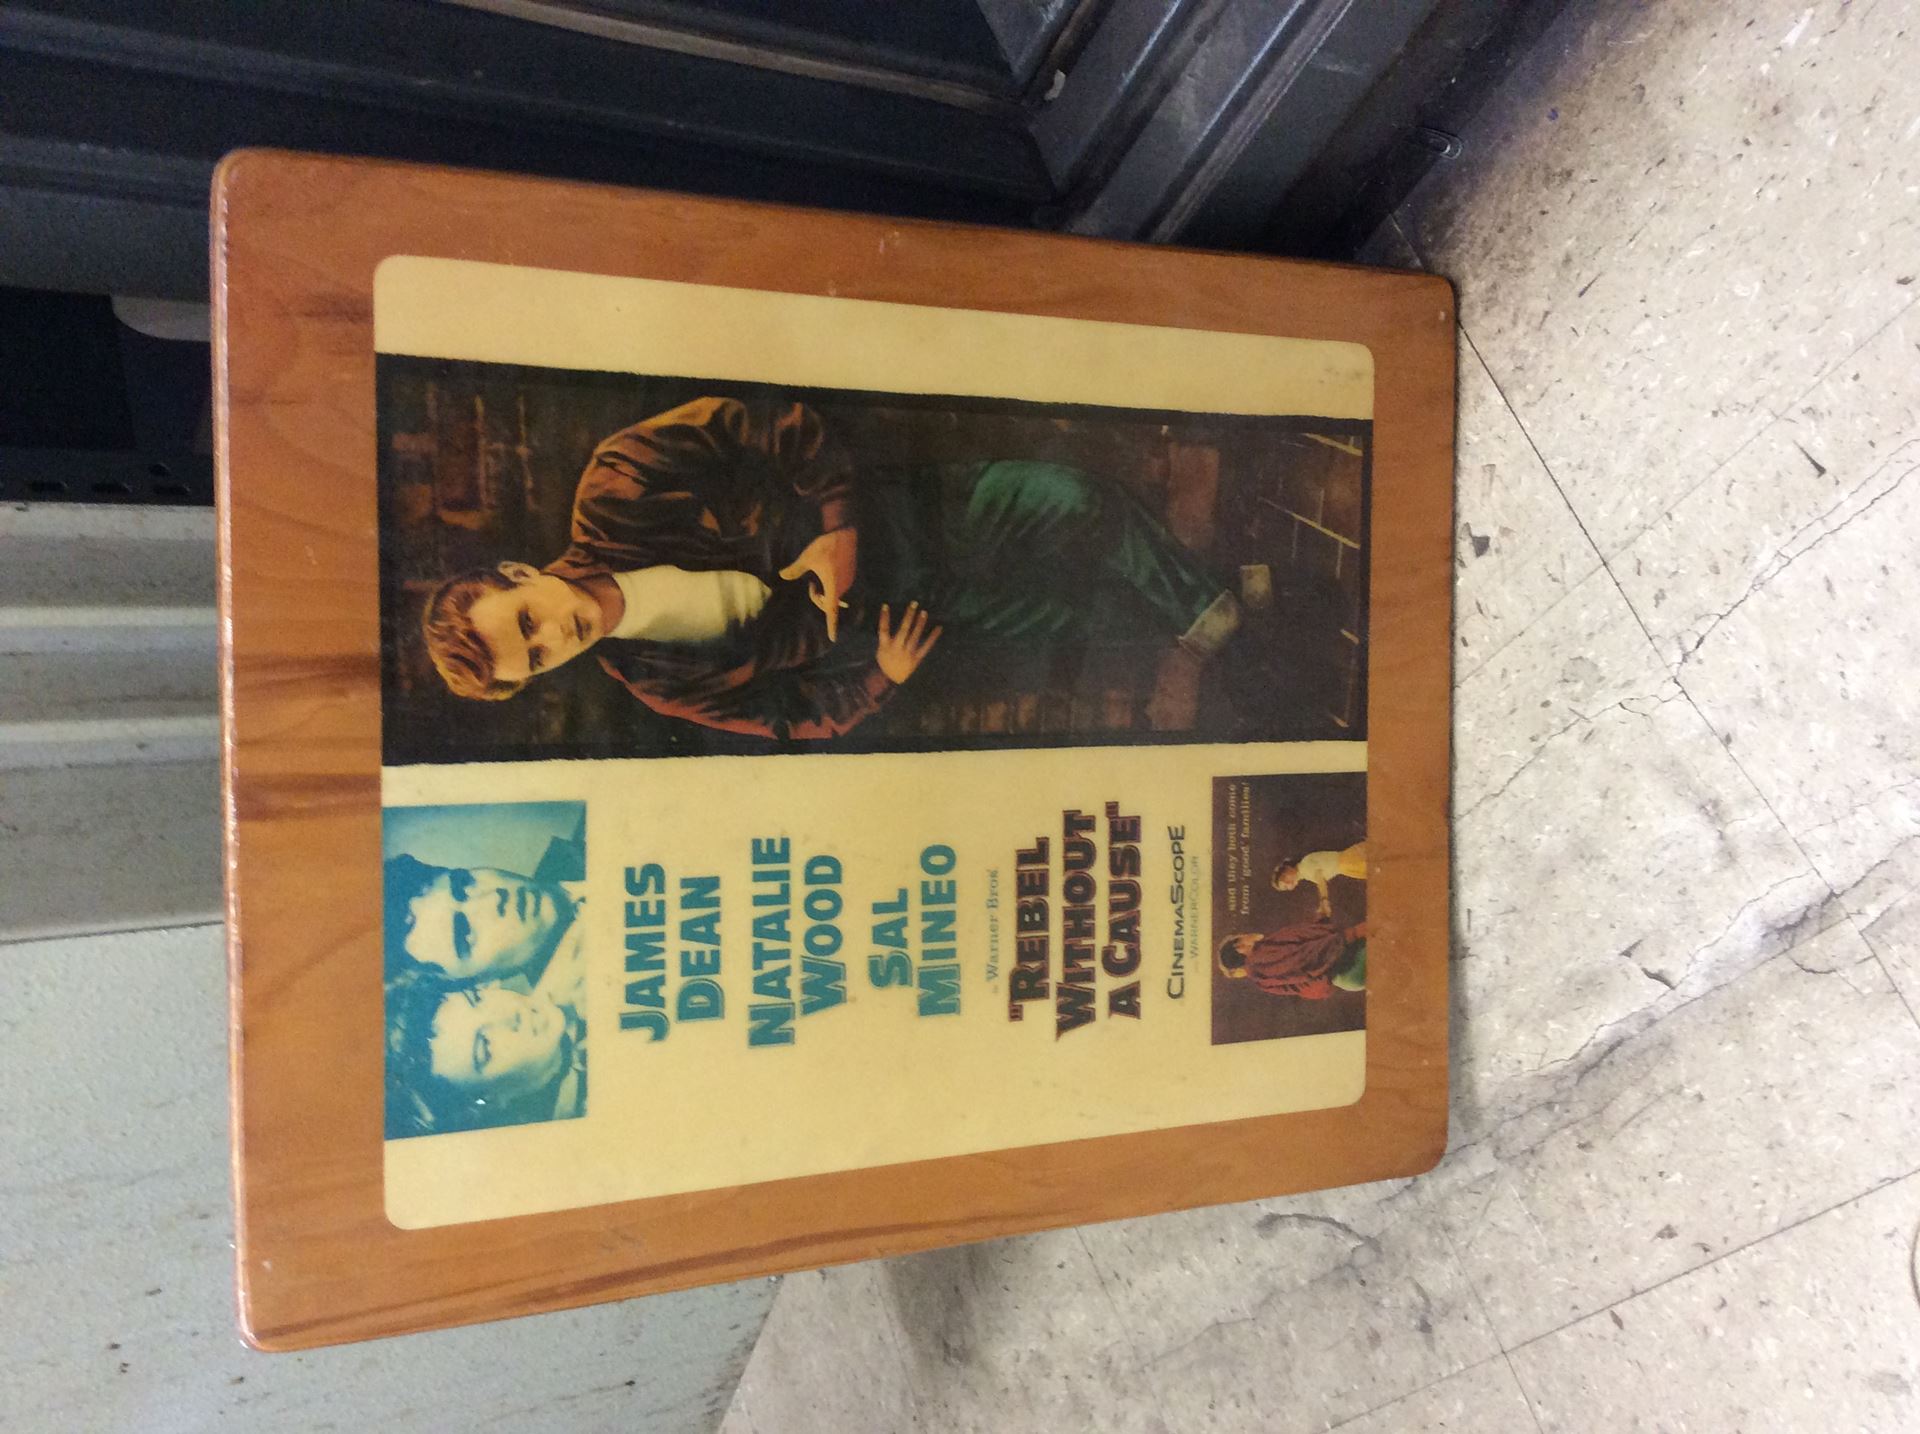 JAMES
DEAN
NATALIE
WOOD
SAL
MINEO
Warner Bros'
"REBEL
WITHOUT
A CAUSE"
CINEMASCOPE
WARNERCOLOR
and they both come
from 'good' families!